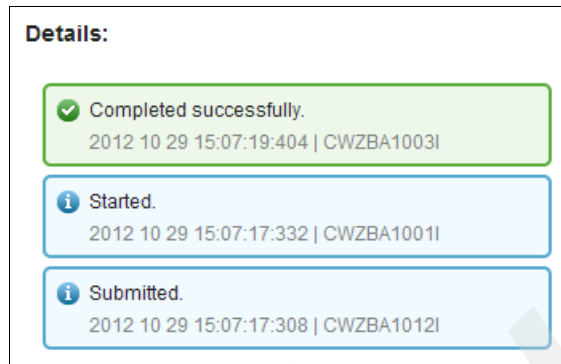 Details:
Completed successfully.
2012 10 29 15:07:19:404 | CWZBA1003I
Started.
2012 10 29 15:07:17:332 | CWZBA1001I
Submitted.
2012 10 29 15:07:17:308 | CWZBA1012I